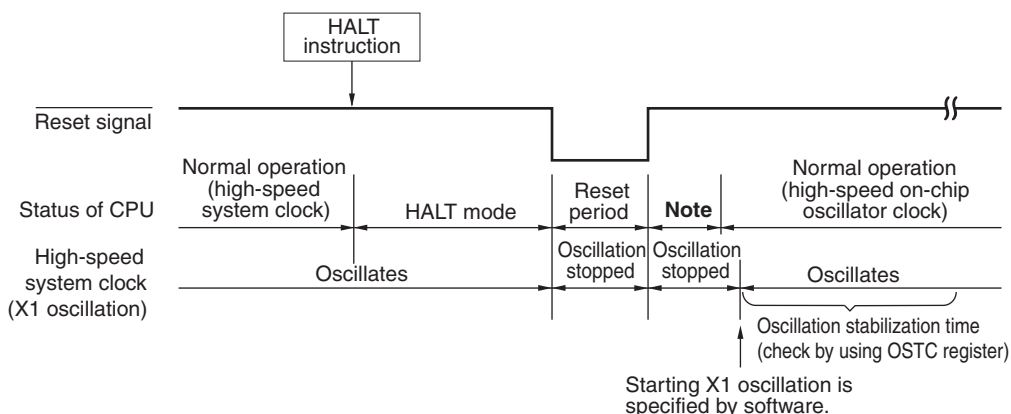 HALT
instruction
Reset signal
Normal operation
(high-speed
system clock)
Status of CPU
HALT mode
Reset
period
Note
Normal operation
(high-speed on-chip
oscillator clock)
High-speed
system clock
(X1 oscillation)
Oscillates
Oscillation
stopped
Oscillation
stopped
Oscillates
Oscillation stabilization time
(check by using OSTC register)
Starting X1 oscillation is
specified by software.